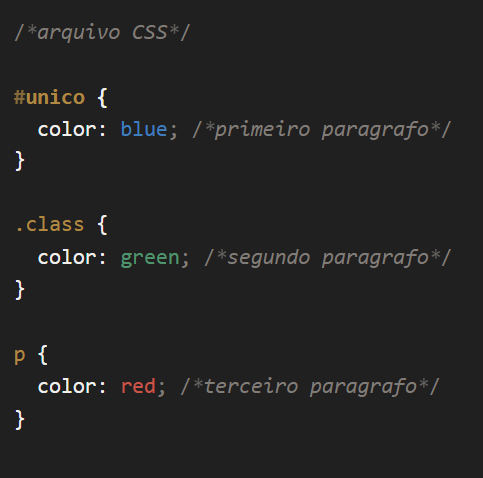 /*arquivo CSS*/
#unico {
color: blue; /*primeiro paragrafo*/
}
.class {
color: green; /*segundo paragrafo*/
}
p {
color: red; /*terceiro paragrafo*/
}